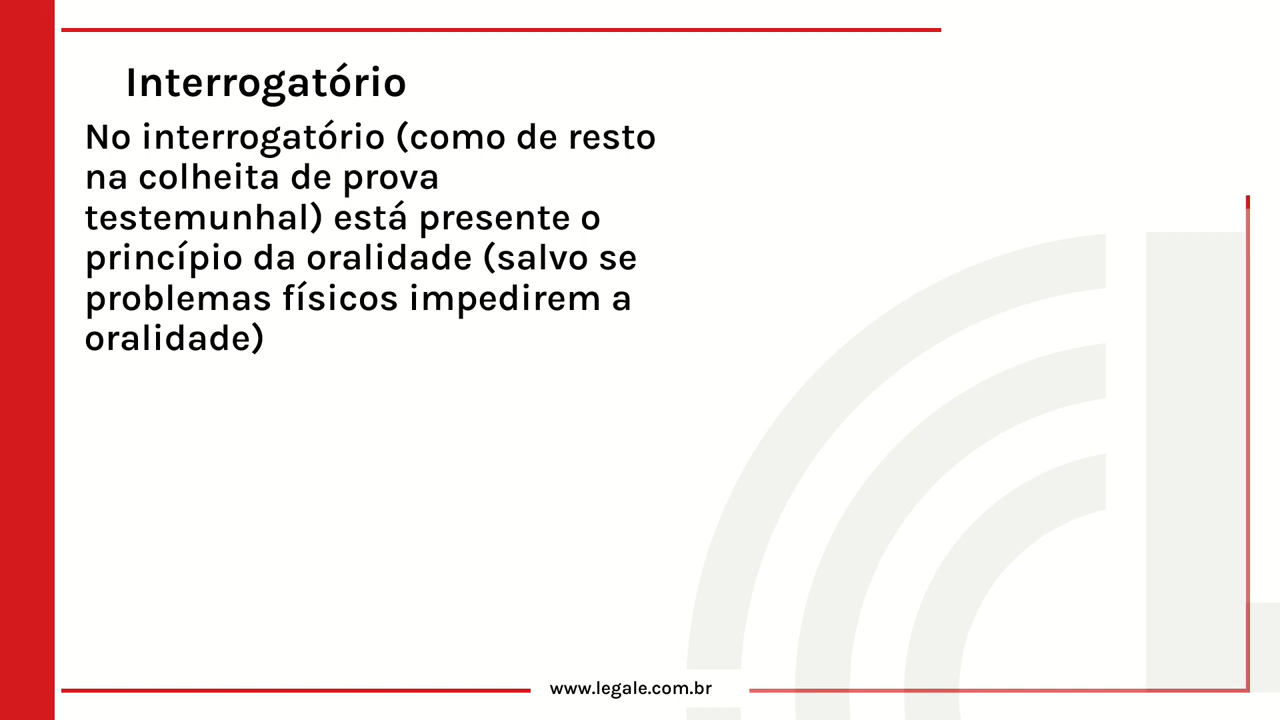 Interrogatório
No interrogatório (como de resto
na colheita de prova
testemunhal) está presente o
princípio da oralidade (salvo se
problemas físicos impedirem a
oralidade)
www.legale.com.br